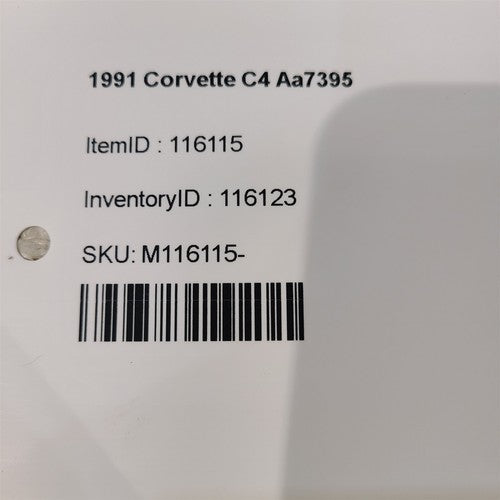 1991 Corvette C4 Aa7395
ItemID : 116115
InventoryID : 116123
SKU: M116115-